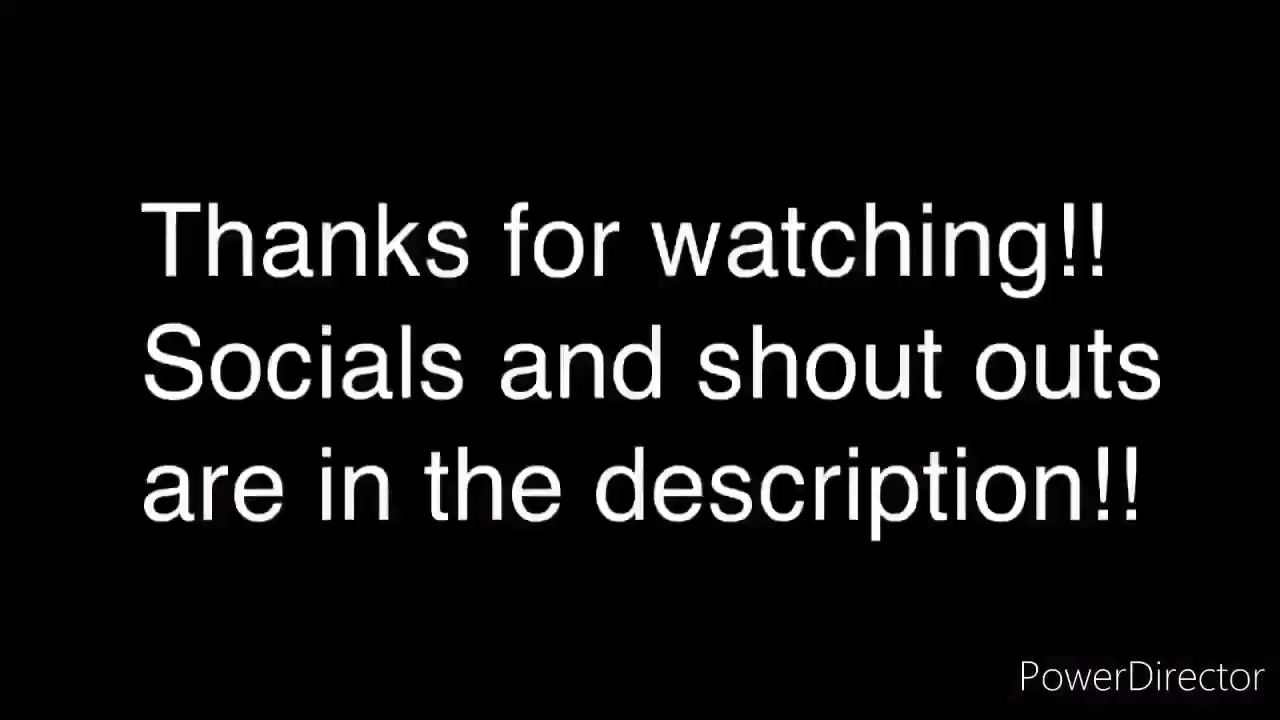 Thanks for watching!!
Socials and shout outs
are in the description!!
PowerDirector